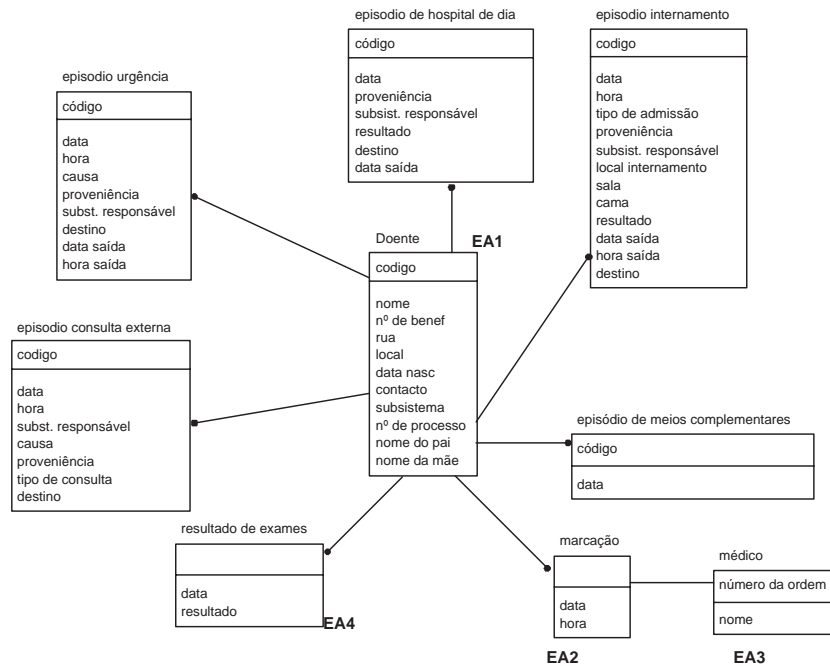 episodio de hospital de dia
código
data
proveniência
subsist. responsável
resultado
destino
data saída
episodio internamento
codigo
data
hora
tipo de admissão
proveniência
subsist. responsável
local internamento
sala
cama
resultado
data saída
hora saída
destino
episodio urgência
código
data
hora
causa
proveniência
subst. responsável
destino
data saída
hora saída
Doente
EA1
codigo
nome
nº de benef
rua
local
data nasc
contacto
subsistema
nº de processo
nome do pai
nome da mãe
episodio consulta externa
codigo
data
hora
subst. responsável
causa
proveniência
tipo de consulta
destino
episódio de meios complementares
código
data
resultado de exames
data
resultado
EA4
marcação
data
hora
EA2
médico
número da ordem
nome
EA3